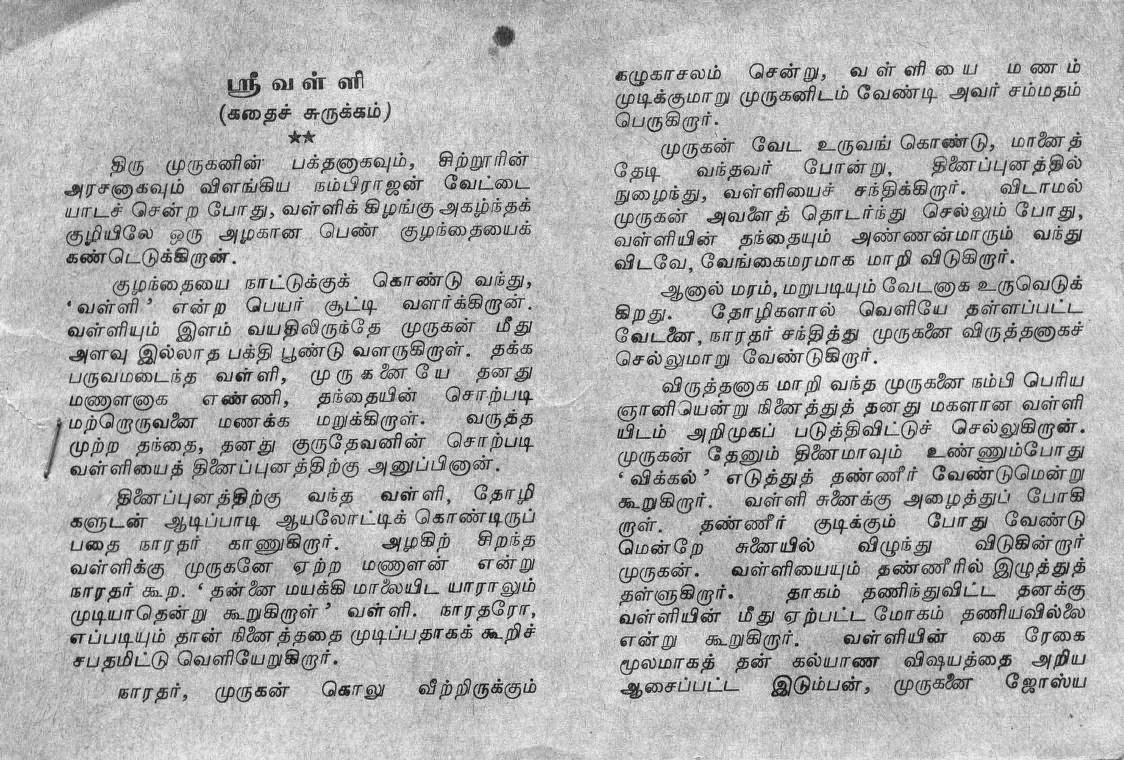 ஸ்ரீ வள்ளி
(கதைச் சுருக்கம்)
★★
திரு முருகனின் பக்தனாகவும், சிற்றூரின்
அரசனாகவும் விளங்கிய நம்பிராஜன் வேட்டை
யாடச் சென்ற போது, வள்ளிக் கிழங்கு அகழ்ந்தக்
குழியிலே ஒரு அழகான பெண் குழந்தையைக்
கண்டெடுக்கிறான்.
குழந்தையை நாட்டுக்குக் கொண்டு வந்து,
‘வள்ளி’ என்ற பெயர் சூட்டி வளர்க்கிறான்.
வள்ளியும் இளம் வயதிலிருந்தே முருகன் மீது
அளவு இல்லாத பக்தி பூண்டு வளருகிறாள். தக்க
பருவமடைந்த வள்ளி, முருகனையே தனது
மணாளனாக எண்ணி, தந்தையின் சொற்படி
மற்றொருவனை மணக்க மறுக்கிறாள். வருத்த
முற்ற தந்தை, தனது குருதேவனின் சொற்படி
வள்ளியைத் தினைப்புனத்திற்கு அனுப்பினான்.
தினைப்புனத்திற்கு வந்த வள்ளி, தோழி
களுடன் ஆடிப்பாடி ஆயலோட்டிக் கொண்டிருப்
பதை நாரதர் காணுகிறார். அழகிற் சிறந்த
வள்ளிக்கு முருகனே ஏற்ற மணாளன் என்று
நாரதர் கூற. ‘தன்னை மயக்கி மாலையிட யாராலும்
முடியாதென்று கூறுகிறாள்’ வள்ளி. நாரதரோ,
எப்படியும் தான் நினைத்ததை முடிப்பதாகக் கூறிச்
சபதமிட்டு வெளியேறுகிறார்.
நாரதர், முருகன் கொலு வீற்றிருக்கும்
கழுகாசலம் சென்று, வள்ளியை மணம்
முடிக்குமாறு முருகனிடம் வேண்டி அவர் சம்மதம்
பெருகிறார்.
முருகன் வேட உருவங் கொண்டு, மானைத்
தேடி வந்தவர் போன்று, தினைப்புனத்தில்
நுழைந்து, வள்ளியைச் சந்திக்கிறார். விடாமல்
முருகன் அவளைத் தொடர்ந்து செல்லும் போது,
வள்ளியின் தந்தையும் அண்ணன்மாரும் வந்து
விடவே, வேங்கைமரமாக மாறி விடுகிறார்.
ஆனால் மரம், மறுபடியும் வேடனாக உருவெடுக்
கிறது. தோழிகளால் வெளியே தள்ளப்பட்ட
வேடனை, நாரதர் சந்தித்து முருகனை விருத்தனாகச்
செல்லுமாறு வேண்டுகிறார்.
விருத்தனாக மாறி வந்த முருகனை நம்பி பெரிய
ஞானியென்று நினைத்துத் தனது மகளான வள்ளி
யிடம் அறிமுகப் படுத்திவிட்டுச் செல்லுகிறான்.
முருகன் தேனும் தினைமாவும் உண்ணும்போது
‘விக்கல்’ எடுத்துத் தண்ணீர் வேண்டுமென்று
கூறுகிறார். வள்ளி சுனைக்கு அழைத்துப் போகி
றாள். தண்ணீர் குடிக்கும் போது வேண்டு
மென்றே சுனையில் விழுந்து விடுகின்றார்
முருகன். வள்ளியையும் தண்ணீரில் இழுத்துத்
தள்ளுகிறார். தாகம் தணிந்துவிட்ட தனக்கு
வள்ளியின் மீது ஏற்பட்ட மோகம் தணியவில்லை
என்று கூறுகிறார். வள்ளியின் கை ரேகை
மூலமாகத் தன் கல்யாண விஷயத்தை அறிய
ஆசைப்பட்ட இடும்பன், முருகனை ஜோஸ்ய